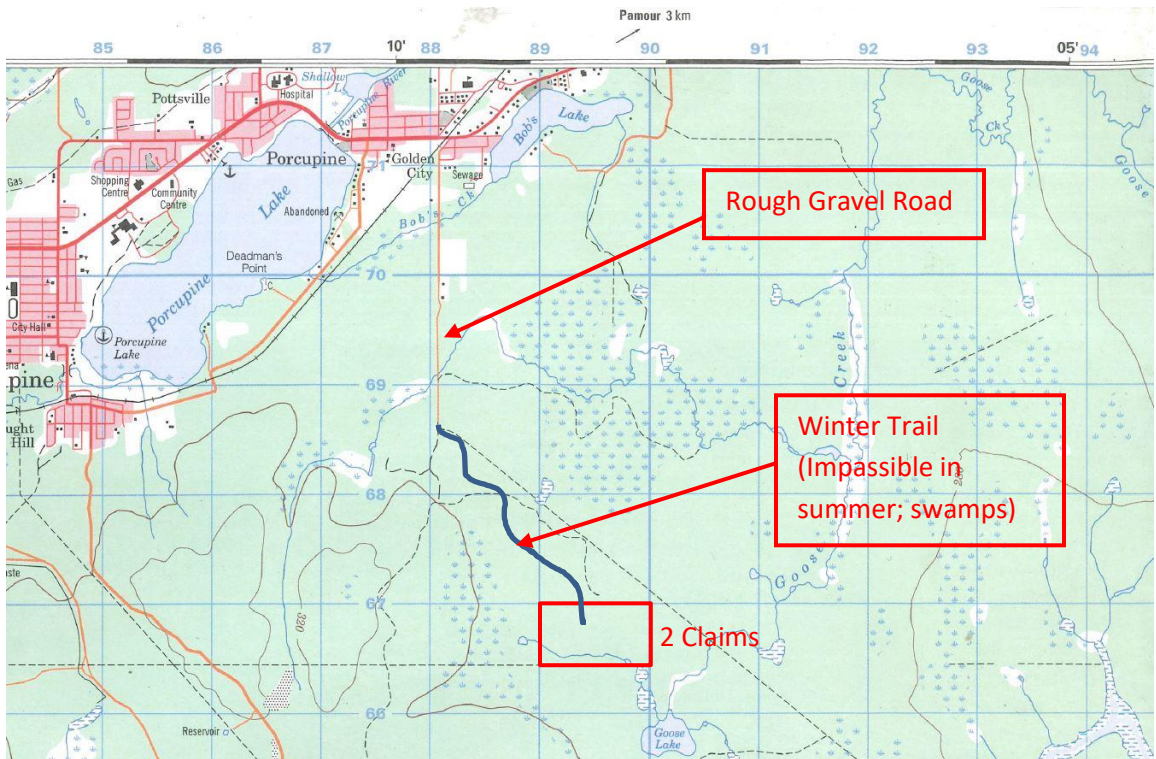 Pamour 3 km
85
86
87
10'
88
89
90
91
92
93
05'
94
Pottsville
Shallow
L
Hospital
Porcupine River
Bob's Lake
Goose
Ck
Goose
Porcupine
Golden
City
71
Sewage
Gas
Shopping
Centre
Community
Centre
Lake
Abandoned
Bob's Ck
Rough Gravel Road
Deadman's
Point
C
70
Porcupine
City Hall
Porcupine
Lake
ena
pine
69
Creek
ught
Hill
Winter Trail
(Impassible in
summer; swamps)
68
Goose
67
320
2 Claims
66
Reservoir
Goose
Lake